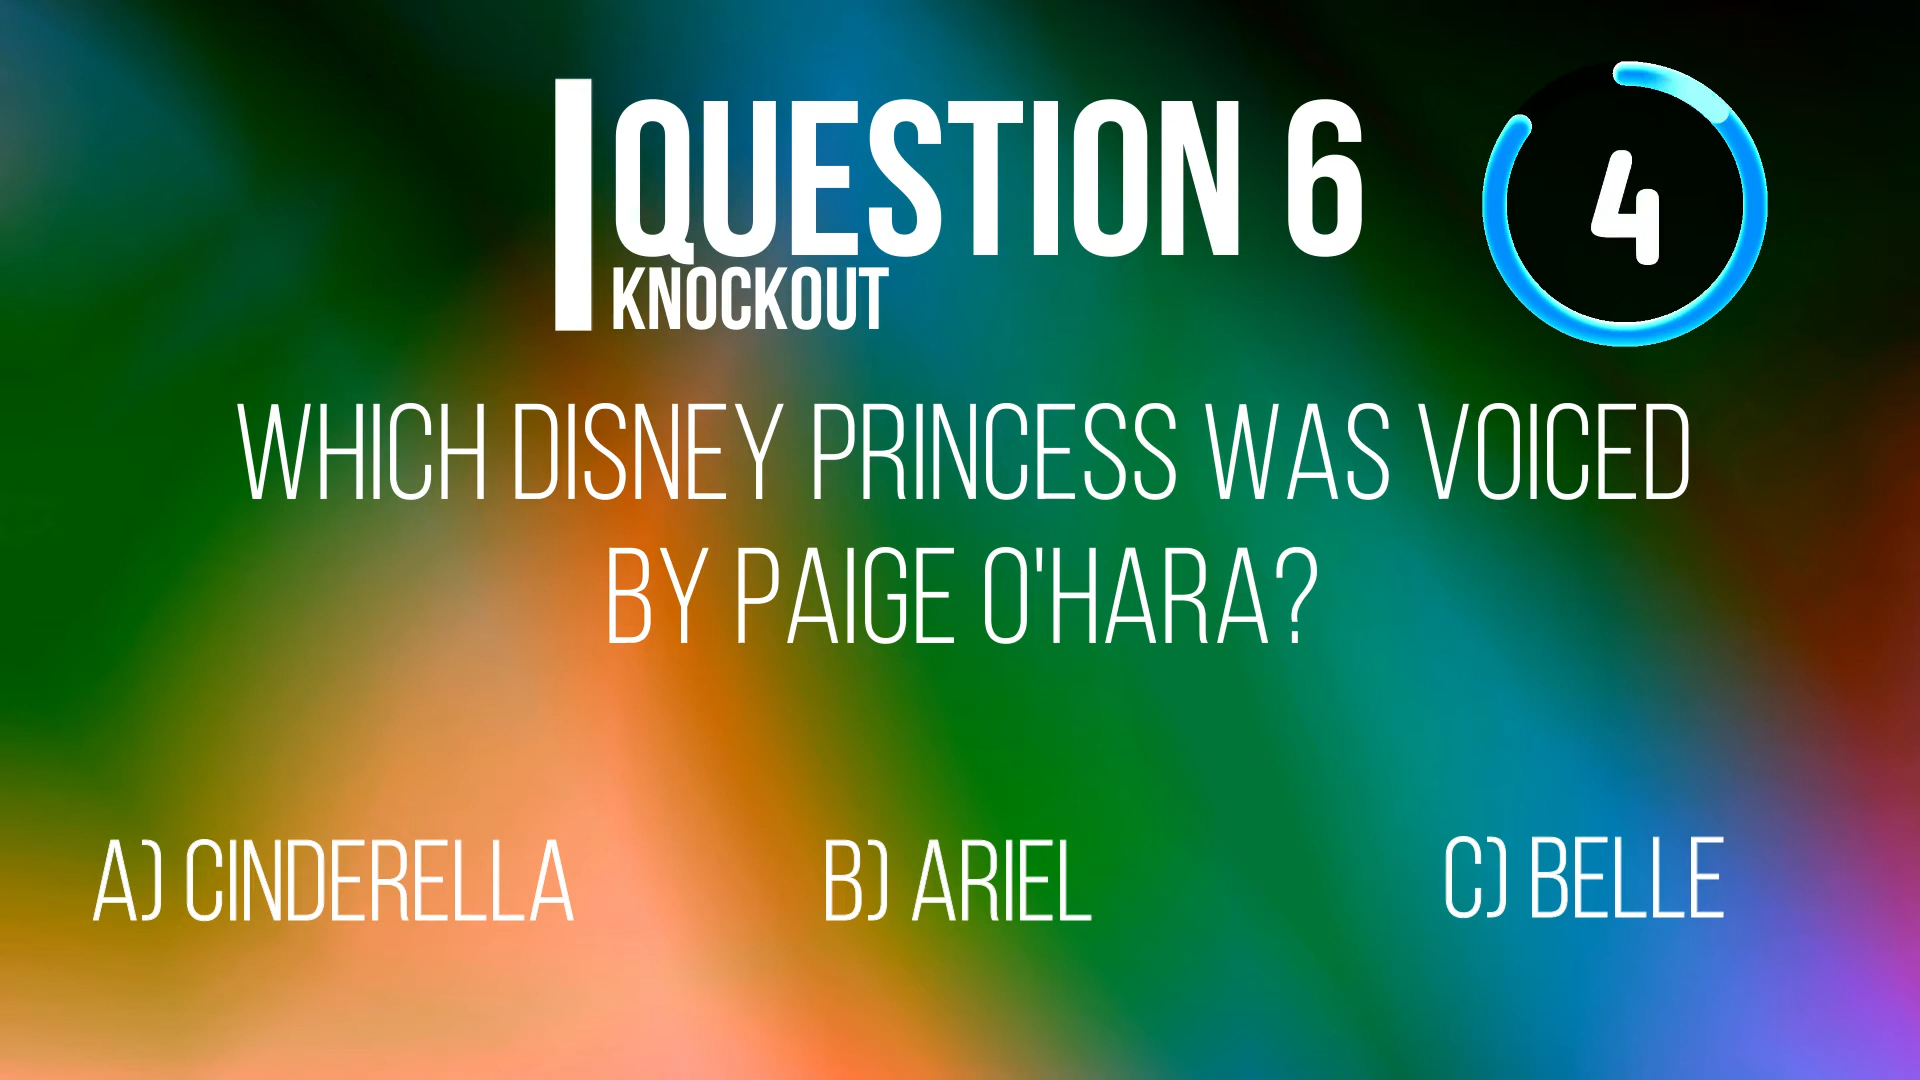 QUESTION 6
KNOCKOUT
4
WHICH DISNEY PRINCESS WAS VOICED
BY PAIGE O'HARA?
A) CINDERELLA
B) ARIEL
C) BELLE